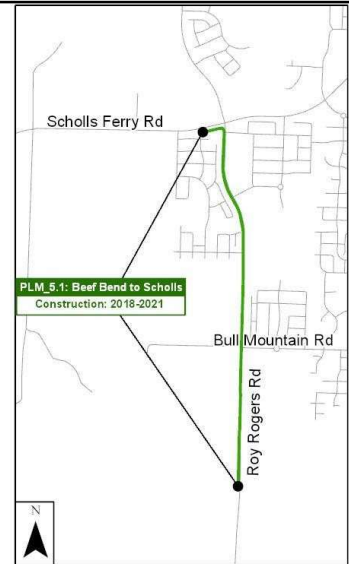 Scholls Ferry Rd
PLM_5.1: Beef Bend to Scholls
Construction: 2018-2021
Bull Mountain Rd
Roy Rogers Rd
N